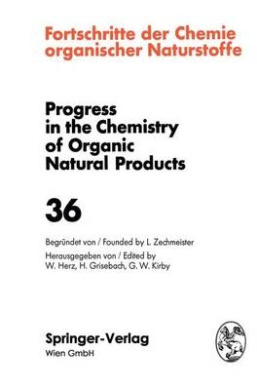 Fortschritte der Chemie
organischer Naturstoffe
Progress
in the Chemistry
of Organic
Natural Products
36
Begründet von / Founded by L. Zechmeister
Herausgegeben von / Edited by
W. Herz, H. Grisebach, G. W. Kirby
Springer-Verlag
Wien GmbH